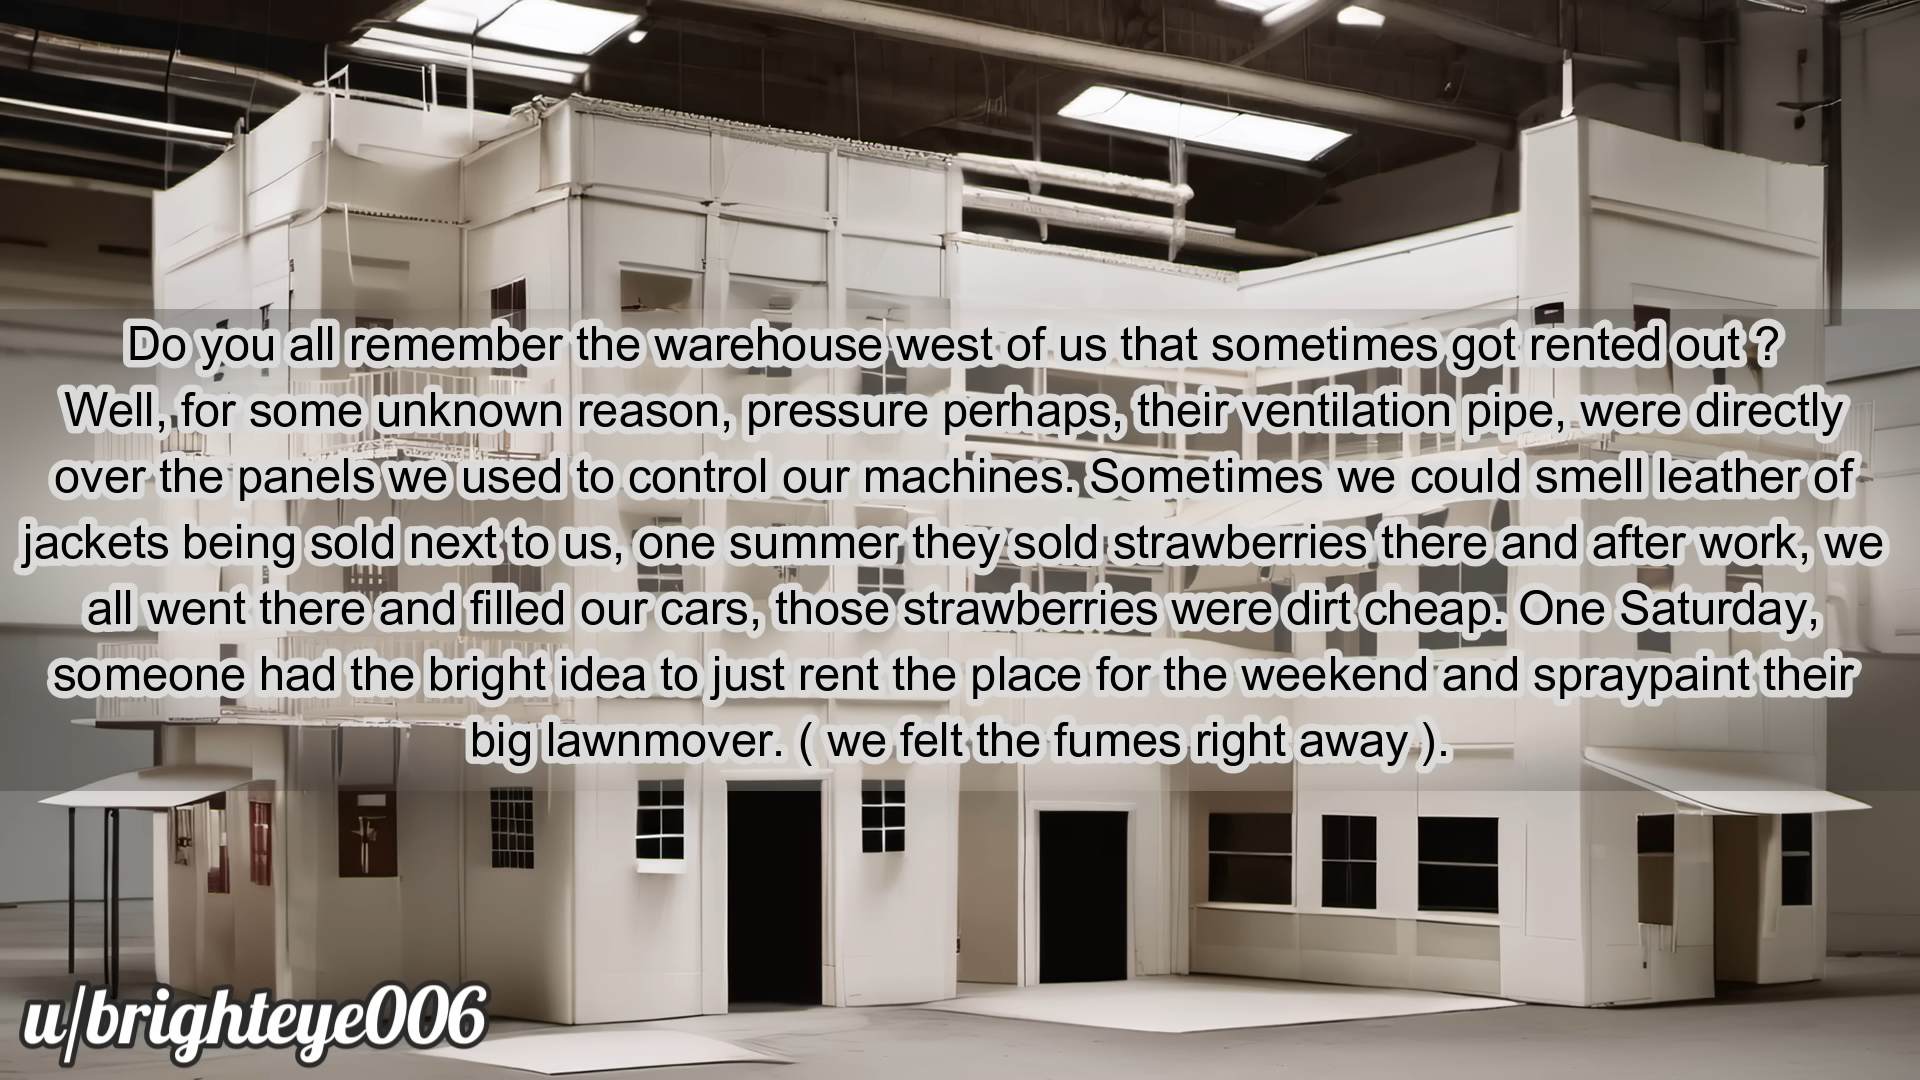 Do you all remember the warehouse west of us that sometimes got rented out ?
Well, for some unknown reason, pressure perhaps, their ventilation pipe, were directly
over the panels we used to control our machines. Sometimes we could smell leather of
jackets being sold next to us, one summer they sold strawberries there and after work, we
all went there and filled our cars, those strawberries were dirt cheap. One Saturday,
someone had the bright idea to just rent the place for the weekend and spraypaint their
big lawnmover. ( we felt the fumes right away ).
u/brighteye006